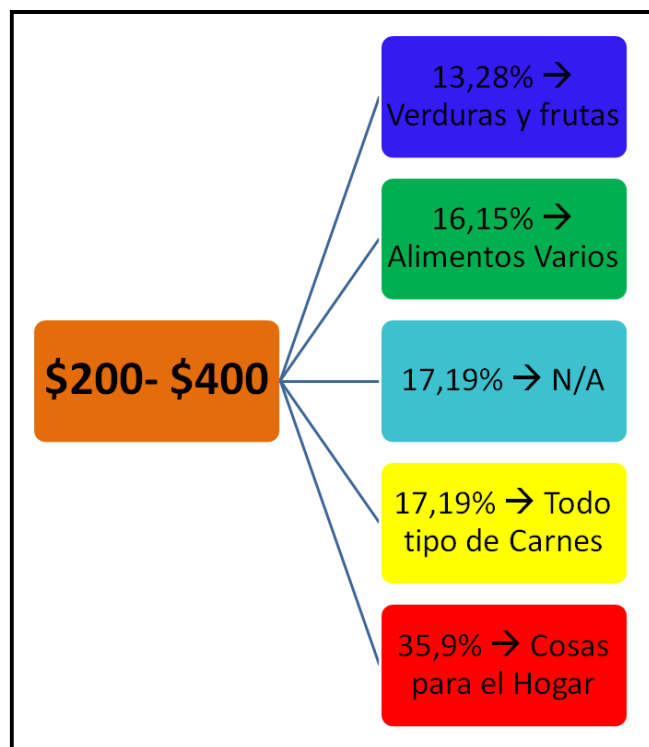 13,28% →
Verduras y frutas
16,15% →
Alimentos Varios
$200- $400
17,19% → N/A
17,19% → Todo
tipo de Carnes
35,9% → Cosas
para el Hogar